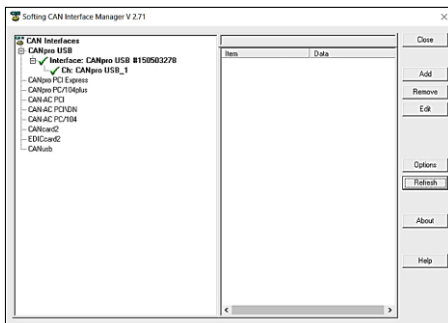 Softing CAN Interface Manager V 2.71
CAN Interfaces
CANpro USB
Interface: CANpro USB #158503278
Ch: CANpro USB_1
CANpro PCI Express
CANpro PC/104plus
CAN-AC PCI
CAN-AC PCI\DN
CAN-AC PC/104
CANcard2
EDICcard2
CANusb
Item Data
Close
Add
Remove
Edit
Options
Refresh
About
Help